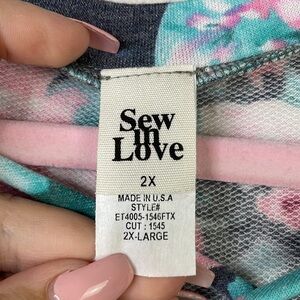 Sew
in
Love
2X
MADE IN U.S.A
STYLE#
ET4005-1546FTX
CUT : 1545
2X-LARGE